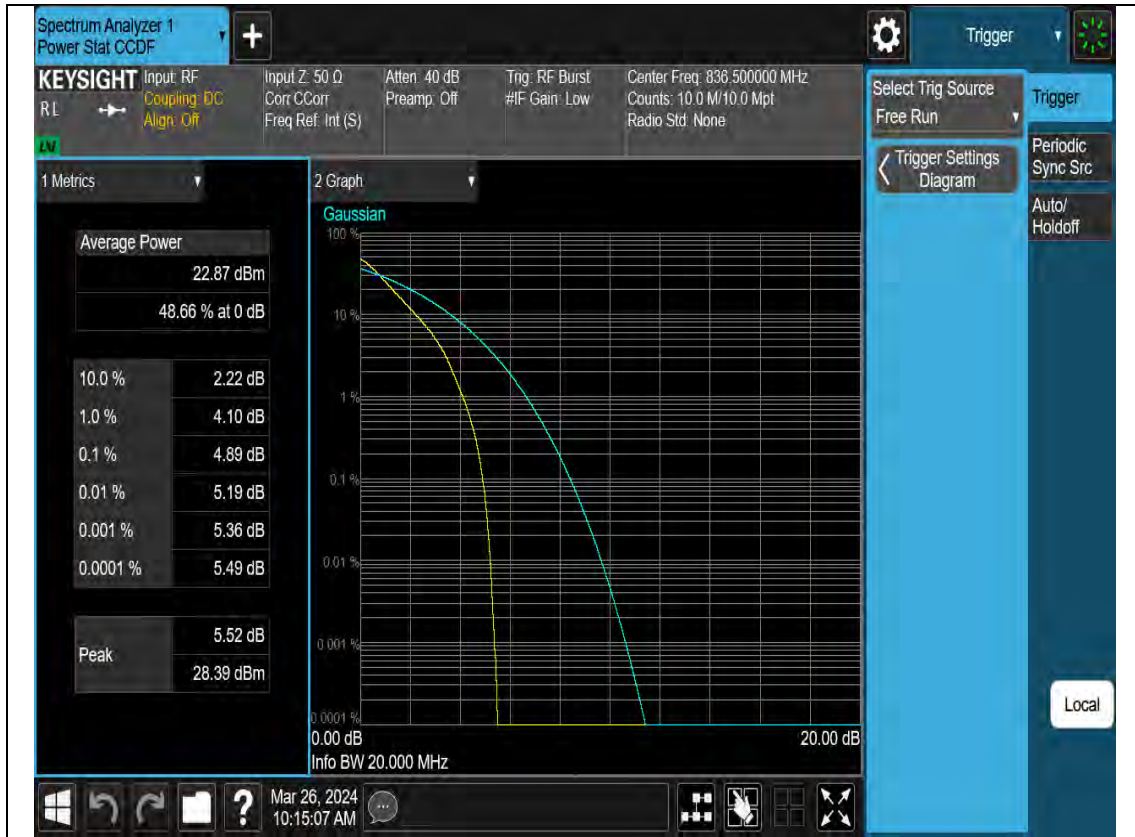 Spectrum Analyzer 1
Power Stat CCDF
Trigger
KEYSIGHT
R L
Input: RF
Coupling: DC
Align: Off
Input Z: 50 Ω
Corr CCorr
Freq Ref: Int (S)
Atten: 40 dB
Preamp: Off
Trig: RF Burst
#IF Gain: Low
Center Freq: 836.500000 MHz
Counts: 10.0 M/10.0 Mpt
Radio Std: None
Select Trig Source
Free Run
Trigger Settings
Diagram
Trigger
Periodic
Sync Src
Auto/
Holdoff
1 Metrics
Average Power
22.87 dBm
48.66 % at 0 dB
10.0 % 2.22 dB
1.0 % 4.10 dB
0.1 % 4.89 dB
0.01 % 5.19 dB
0.001 % 5.36 dB
0.0001 % 5.49 dB
Peak
5.52 dB
28.39 dBm
2 Graph
Gaussian
100 %
10 %
1 %
0.1 %
0.01 %
0.001 %
0.0001 %
0.00 dB
20.00 dB
Info BW 20.000 MHz
Local
?
Mar 26, 2024
10:15:07 AM